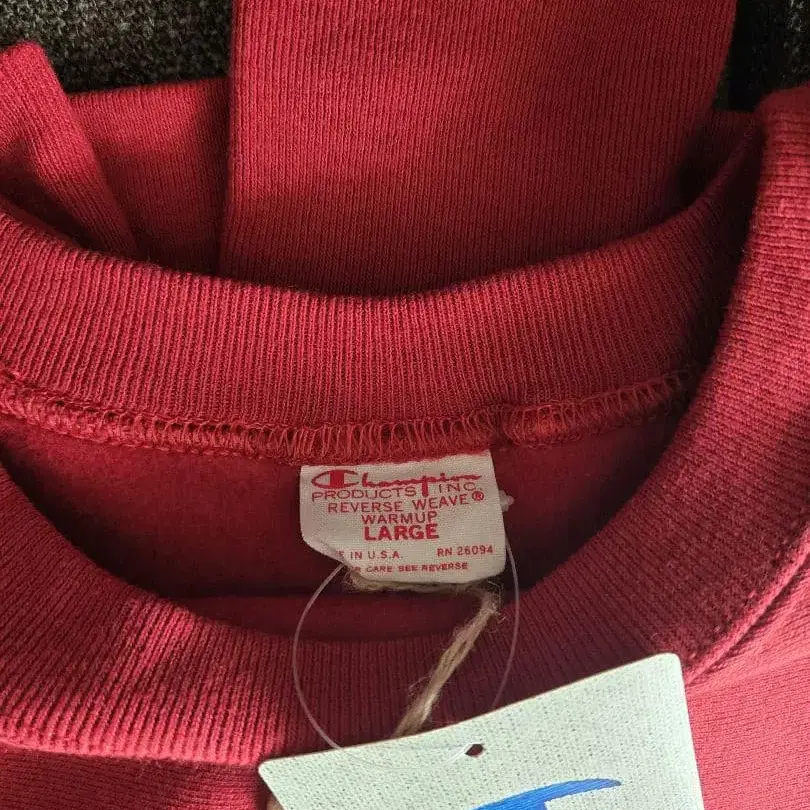 Champion
PRODUCTS INC.
REVERSE WEAVE®
WARMUP
LARGE
IN U.S.A. RN 26094
CARE SEE REVERSE